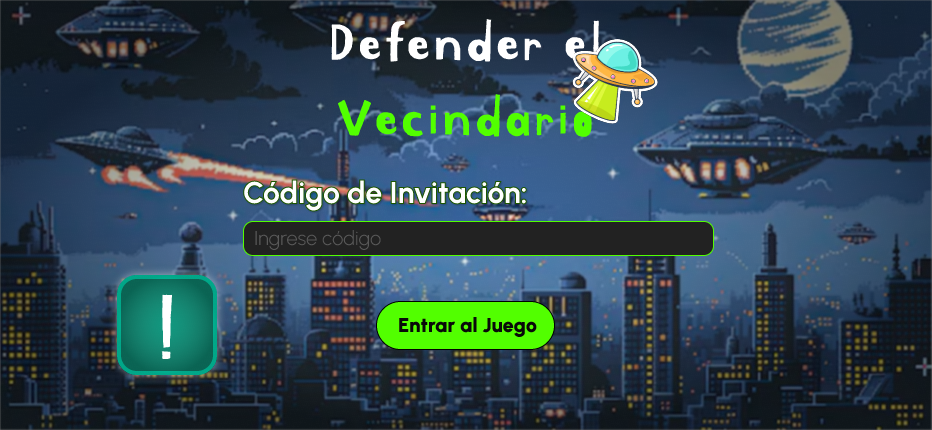 Defender el
Vecindario
Código de Invitación:
Ingrese código
!
Entrar al Juego